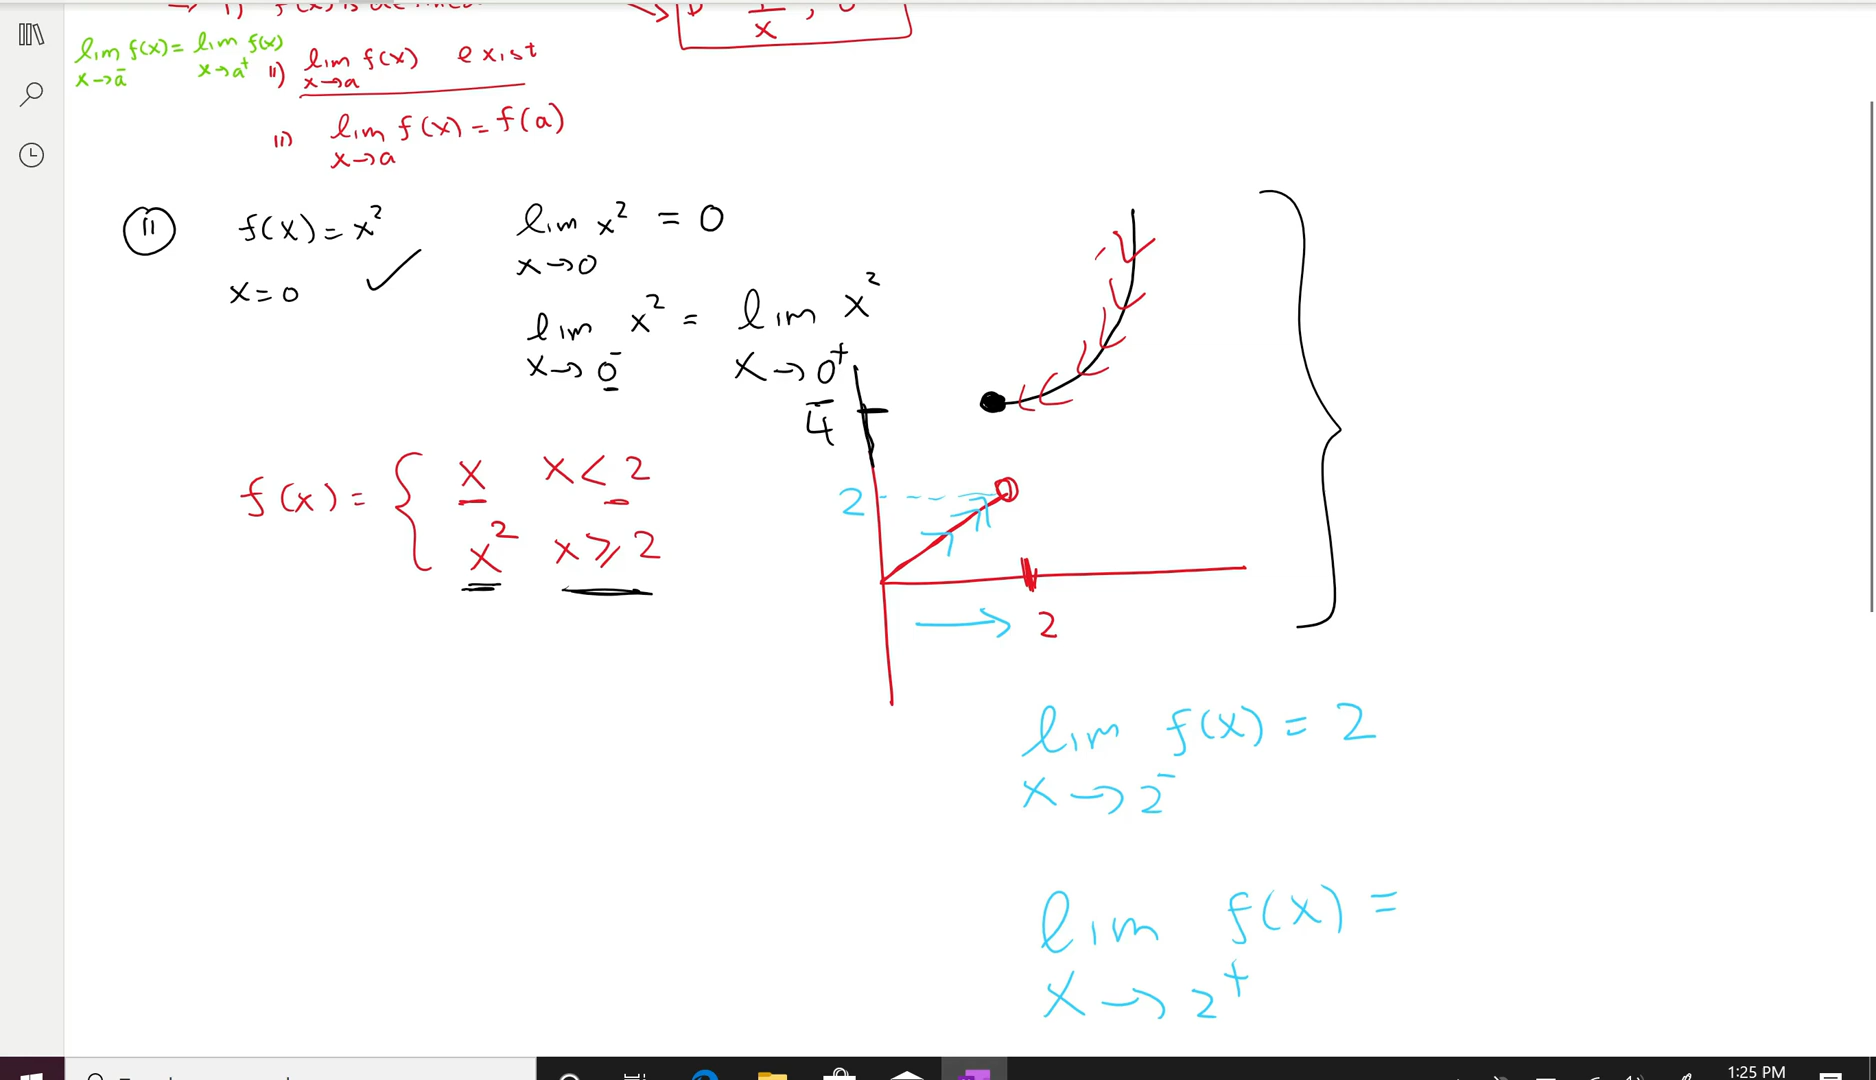 lim f(x) = lim f(x)
x→a⁻ x→a⁺
ii) lim f(x) exist
x→a
iii) lim f(x) = f(a)
x→a
ii f(x) = x²
x = 0 ✓
lim x² = 0
x→0
lim x² = lim x²
x→0⁻ x→0⁺
4
2
2
f(x) = { x x < 2
x² x ⩾ 2
lim f(x) = 2
x→2⁻
lim f(x) =
x→2⁺
1:25 PM